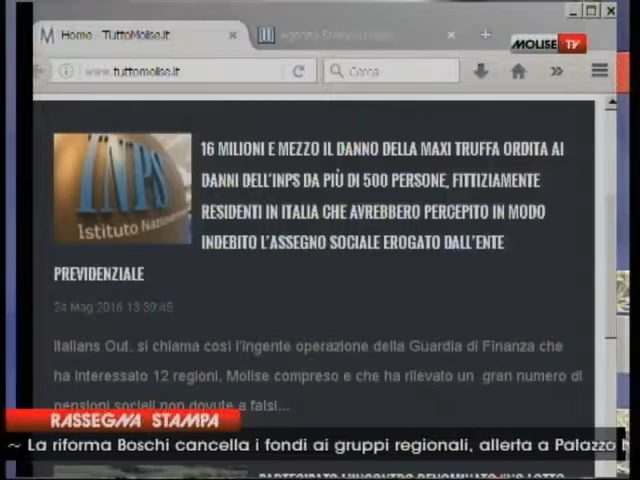 Home - TuttoMolise.it
MOLISE TV
www.tuttomolise.it
Cerca
INPS
Istituto
16 MILIONI E MEZZO IL DANNO DELLA MAXI TRUFFA ORDITA AI
DANNI DELL'INPS DA PIÙ DI 500 PERSONE, FITTIZIAMENTE
RESIDENTI IN ITALIA CHE AVREBBERO PERCEPITO IN MODO
INDEBITO L'ASSEGNO SOCIALE EROGATO DALL'ENTE
PREVIDENZIALE
24 Mag 2016 13:39:45
Italians Out, si chiama così l'ingente operazione della Guardia di Finanza che
ha interessato 12 regioni, Molise compreso e che ha rilevato un gran numero di
pensioni sociali non dovute a falsi...
RASSEGNA STAMPA
~ La riforma Boschi cancella i fondi ai gruppi regionali, allerta a Palazzo